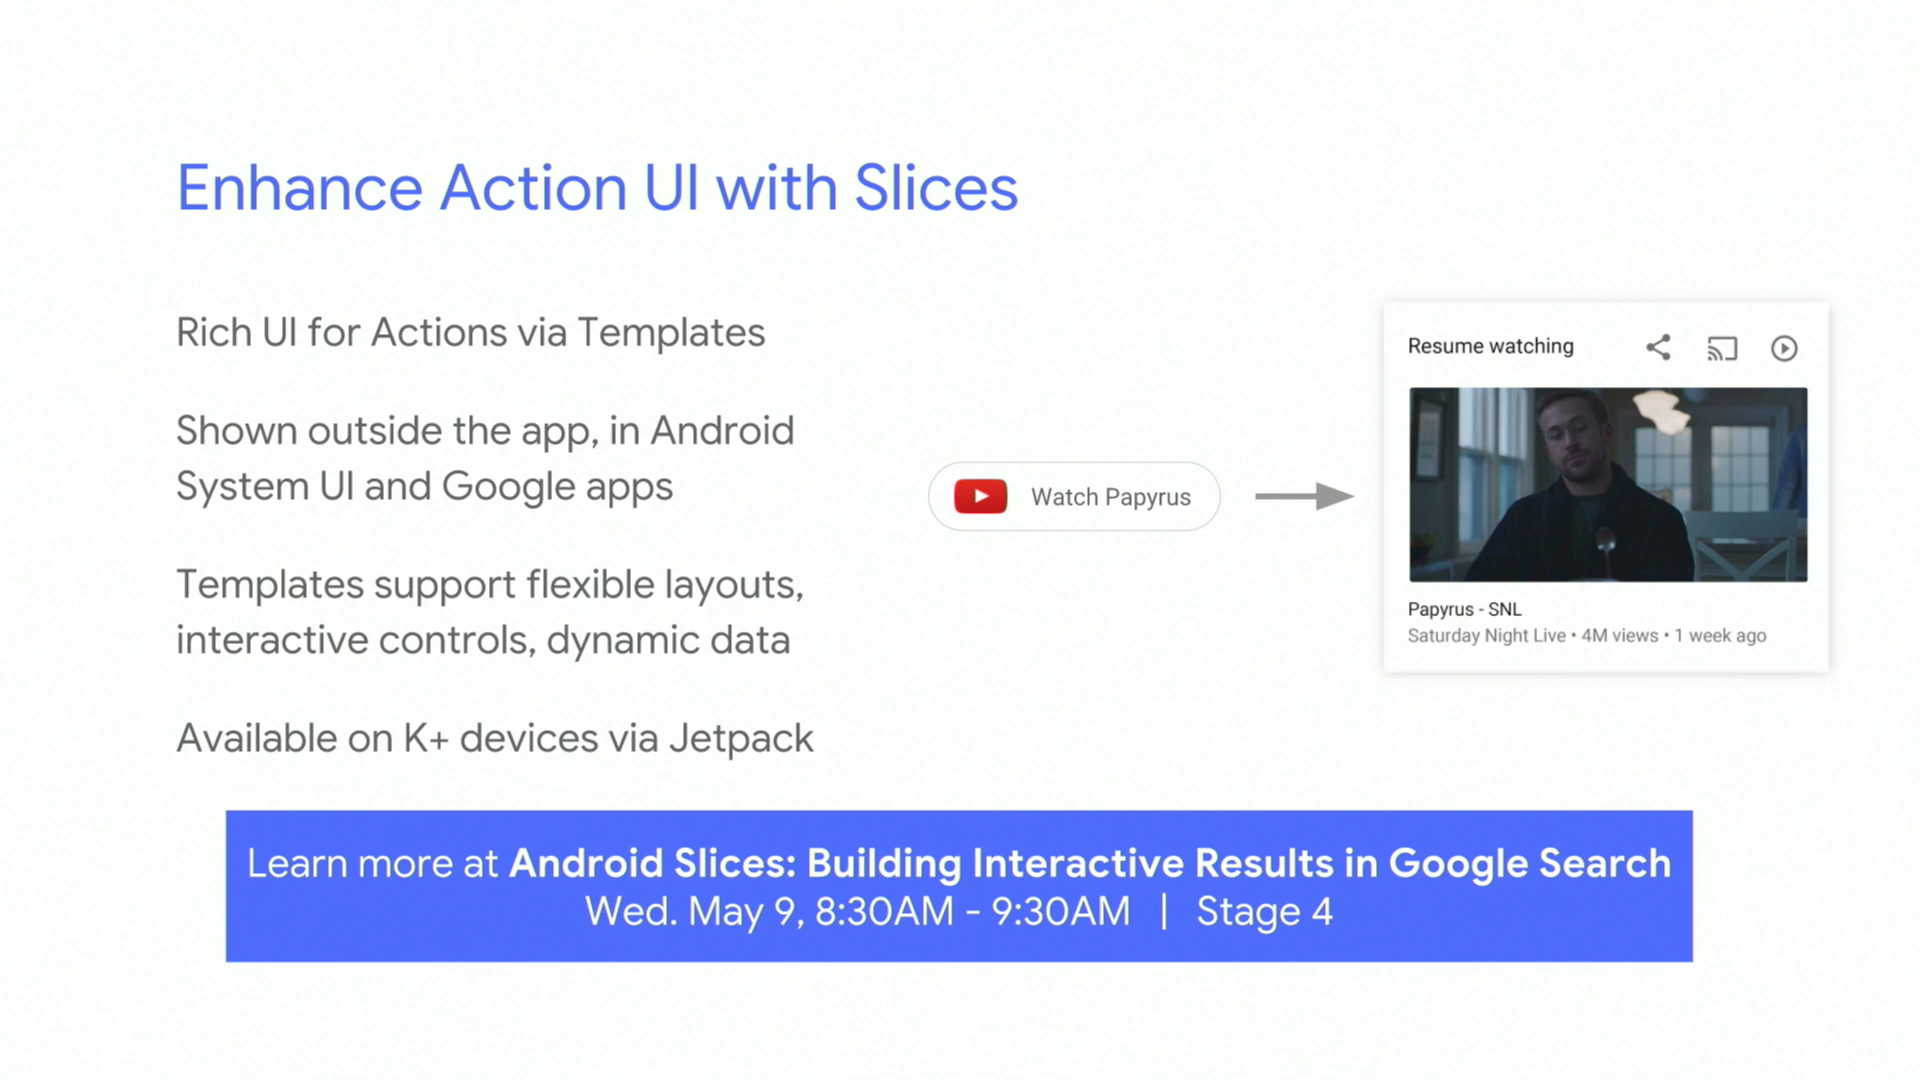 Enhance Action UI with Slices
Rich UI for Actions via Templates
Shown outside the app, in Android
System UI and Google apps
Templates support flexible layouts,
interactive controls, dynamic data
Available on K+ devices via Jetpack
Watch Papyrus
Resume watching
Papyrus - SNL
Saturday Night Live • 4M views • 1 week ago
Learn more at Android Slices: Building Interactive Results in Google Search
Wed. May 9, 8:30AM - 9:30AM | Stage 4